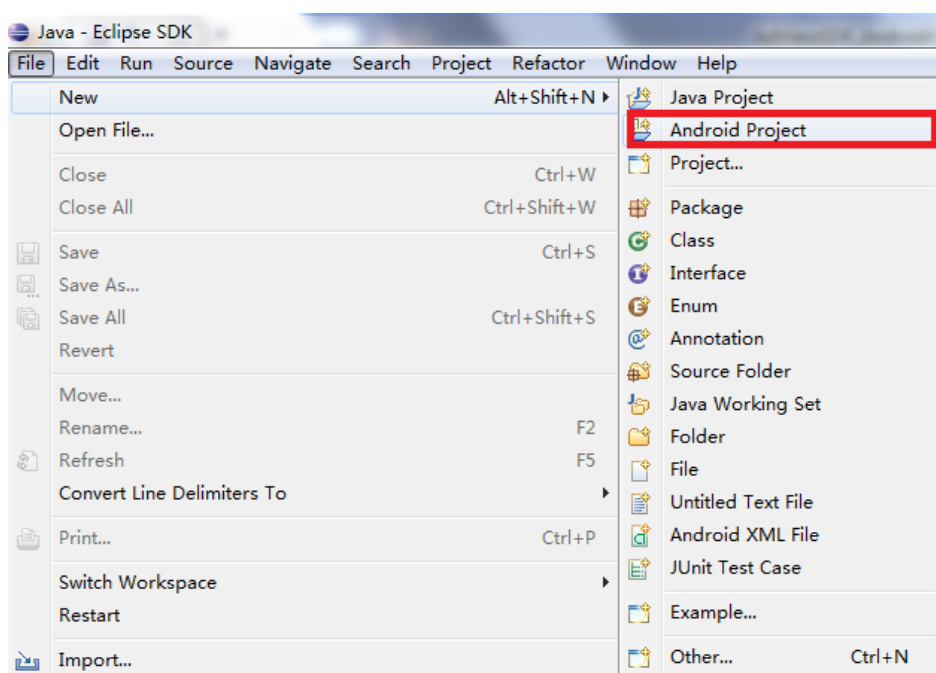 Java - Eclipse SDK
File Edit Run Source Navigate Search Project Refactor Window Help
New Alt+Shift+N
Open File...
Close Ctrl+W
Close All Ctrl+Shift+W
Save Ctrl+S
Save As...
Save All Ctrl+Shift+S
Revert
Move...
Rename... F2
Refresh F5
Convert Line Delimiters To
Print... Ctrl+P
Switch Workspace
Restart
Import...
Java Project
Android Project
Project...
Package
Class
Interface
Enum
Annotation
Source Folder
Java Working Set
Folder
File
Untitled Text File
Android XML File
JUnit Test Case
Example...
Other... Ctrl+N